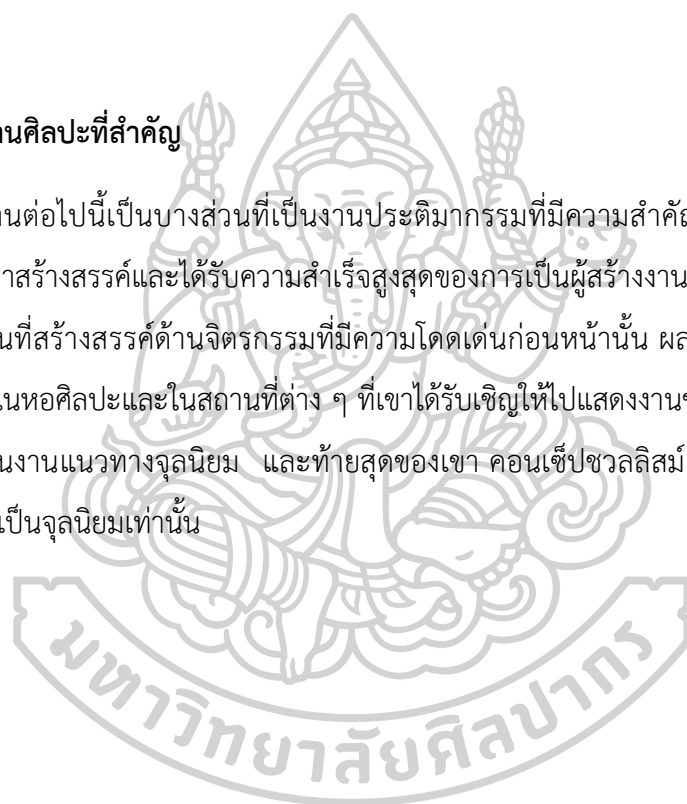 านศิลปะที่สำคัญ
านต่อไปนี้เป็นบางส่วนที่เป็นงานประติมากรรมที่มีความสำคัญ
าสร้างสรรค์และได้รับความสำเร็จสูงสุดของการเป็นผู้สร้างงาน
นที่สร้างสรรค์ด้านจิตรกรรมที่มีความโดดเด่นก่อนหน้านั้น ผล
นหอศิลปะและในสถานที่ต่าง ๆ ที่เขาได้รับเชิญให้ไปแสดงงาน
นงานแนวทางจุลนิยม และท้ายสุดของเขา คอนเซ็ปชวลลิสม์
เป็นจุลนิยมเท่านั้น
มหาวิทยาลัยศิลปากร